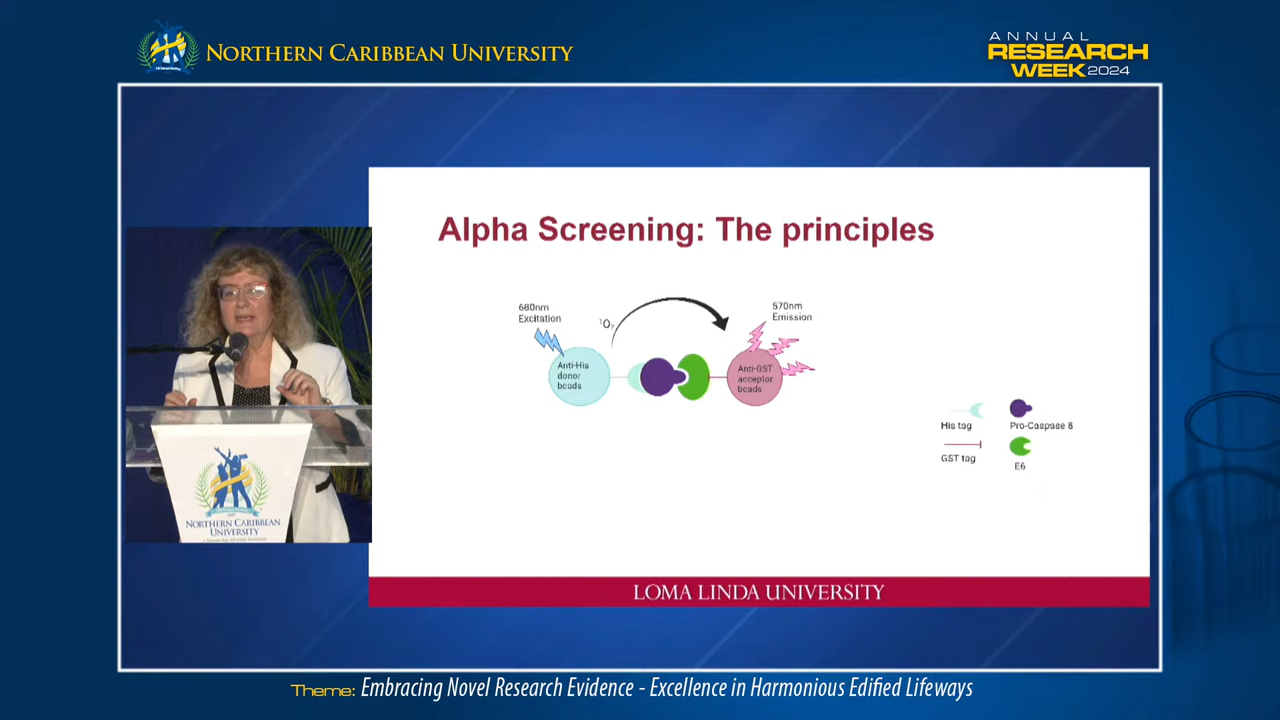 NORTHERN CARIBBEAN UNIVERSITY
ANNUAL
RESEARCH
WEEK 2024
Alpha Screening: The principles
680nm
Excitation
¹O₂
570nm
Emission
Anti-His
donor
beads
Anti-GST
acceptor
beads
His tag
Pro-Caspase 8
GST tag
E6
NORTHERN CARIBBEAN
UNIVERSITY
LOMA LINDA UNIVERSITY
Theme: Embracing Novel Research Evidence - Excellence in Harmonious Edified Lifeways